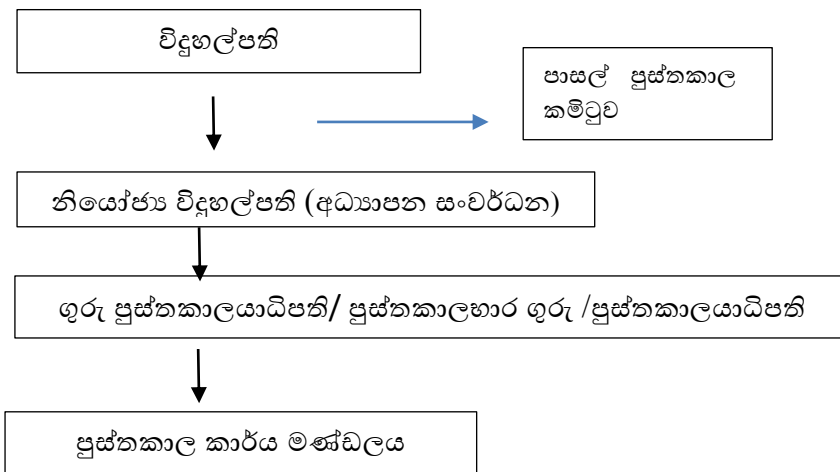 විදුහල්පති
පාසල් පුස්තකාල
කමිටුව
නියෝජ්‍ය විදුහල්පති (අධ්‍යාපන සංවර්ධන)
ගුරු පුස්තකාලයාධිපති/ පුස්තකාලභාර ගුරු /පුස්තකාලයාධිපති
පුස්තකාල කාර්ය මණ්ඩලය